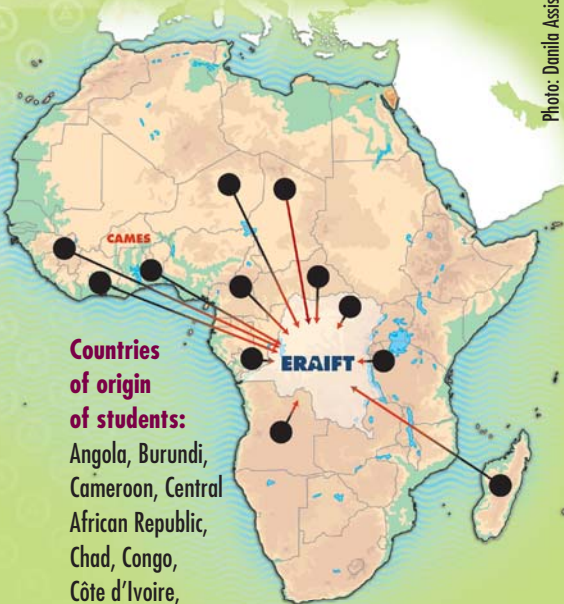 Photo: Danila Assis
CAMES
ERAIFT
Countries
of origin
of students:
Angola, Burundi,
Cameroon, Central
African Republic,
Chad, Congo,
Côte d’Ivoire,